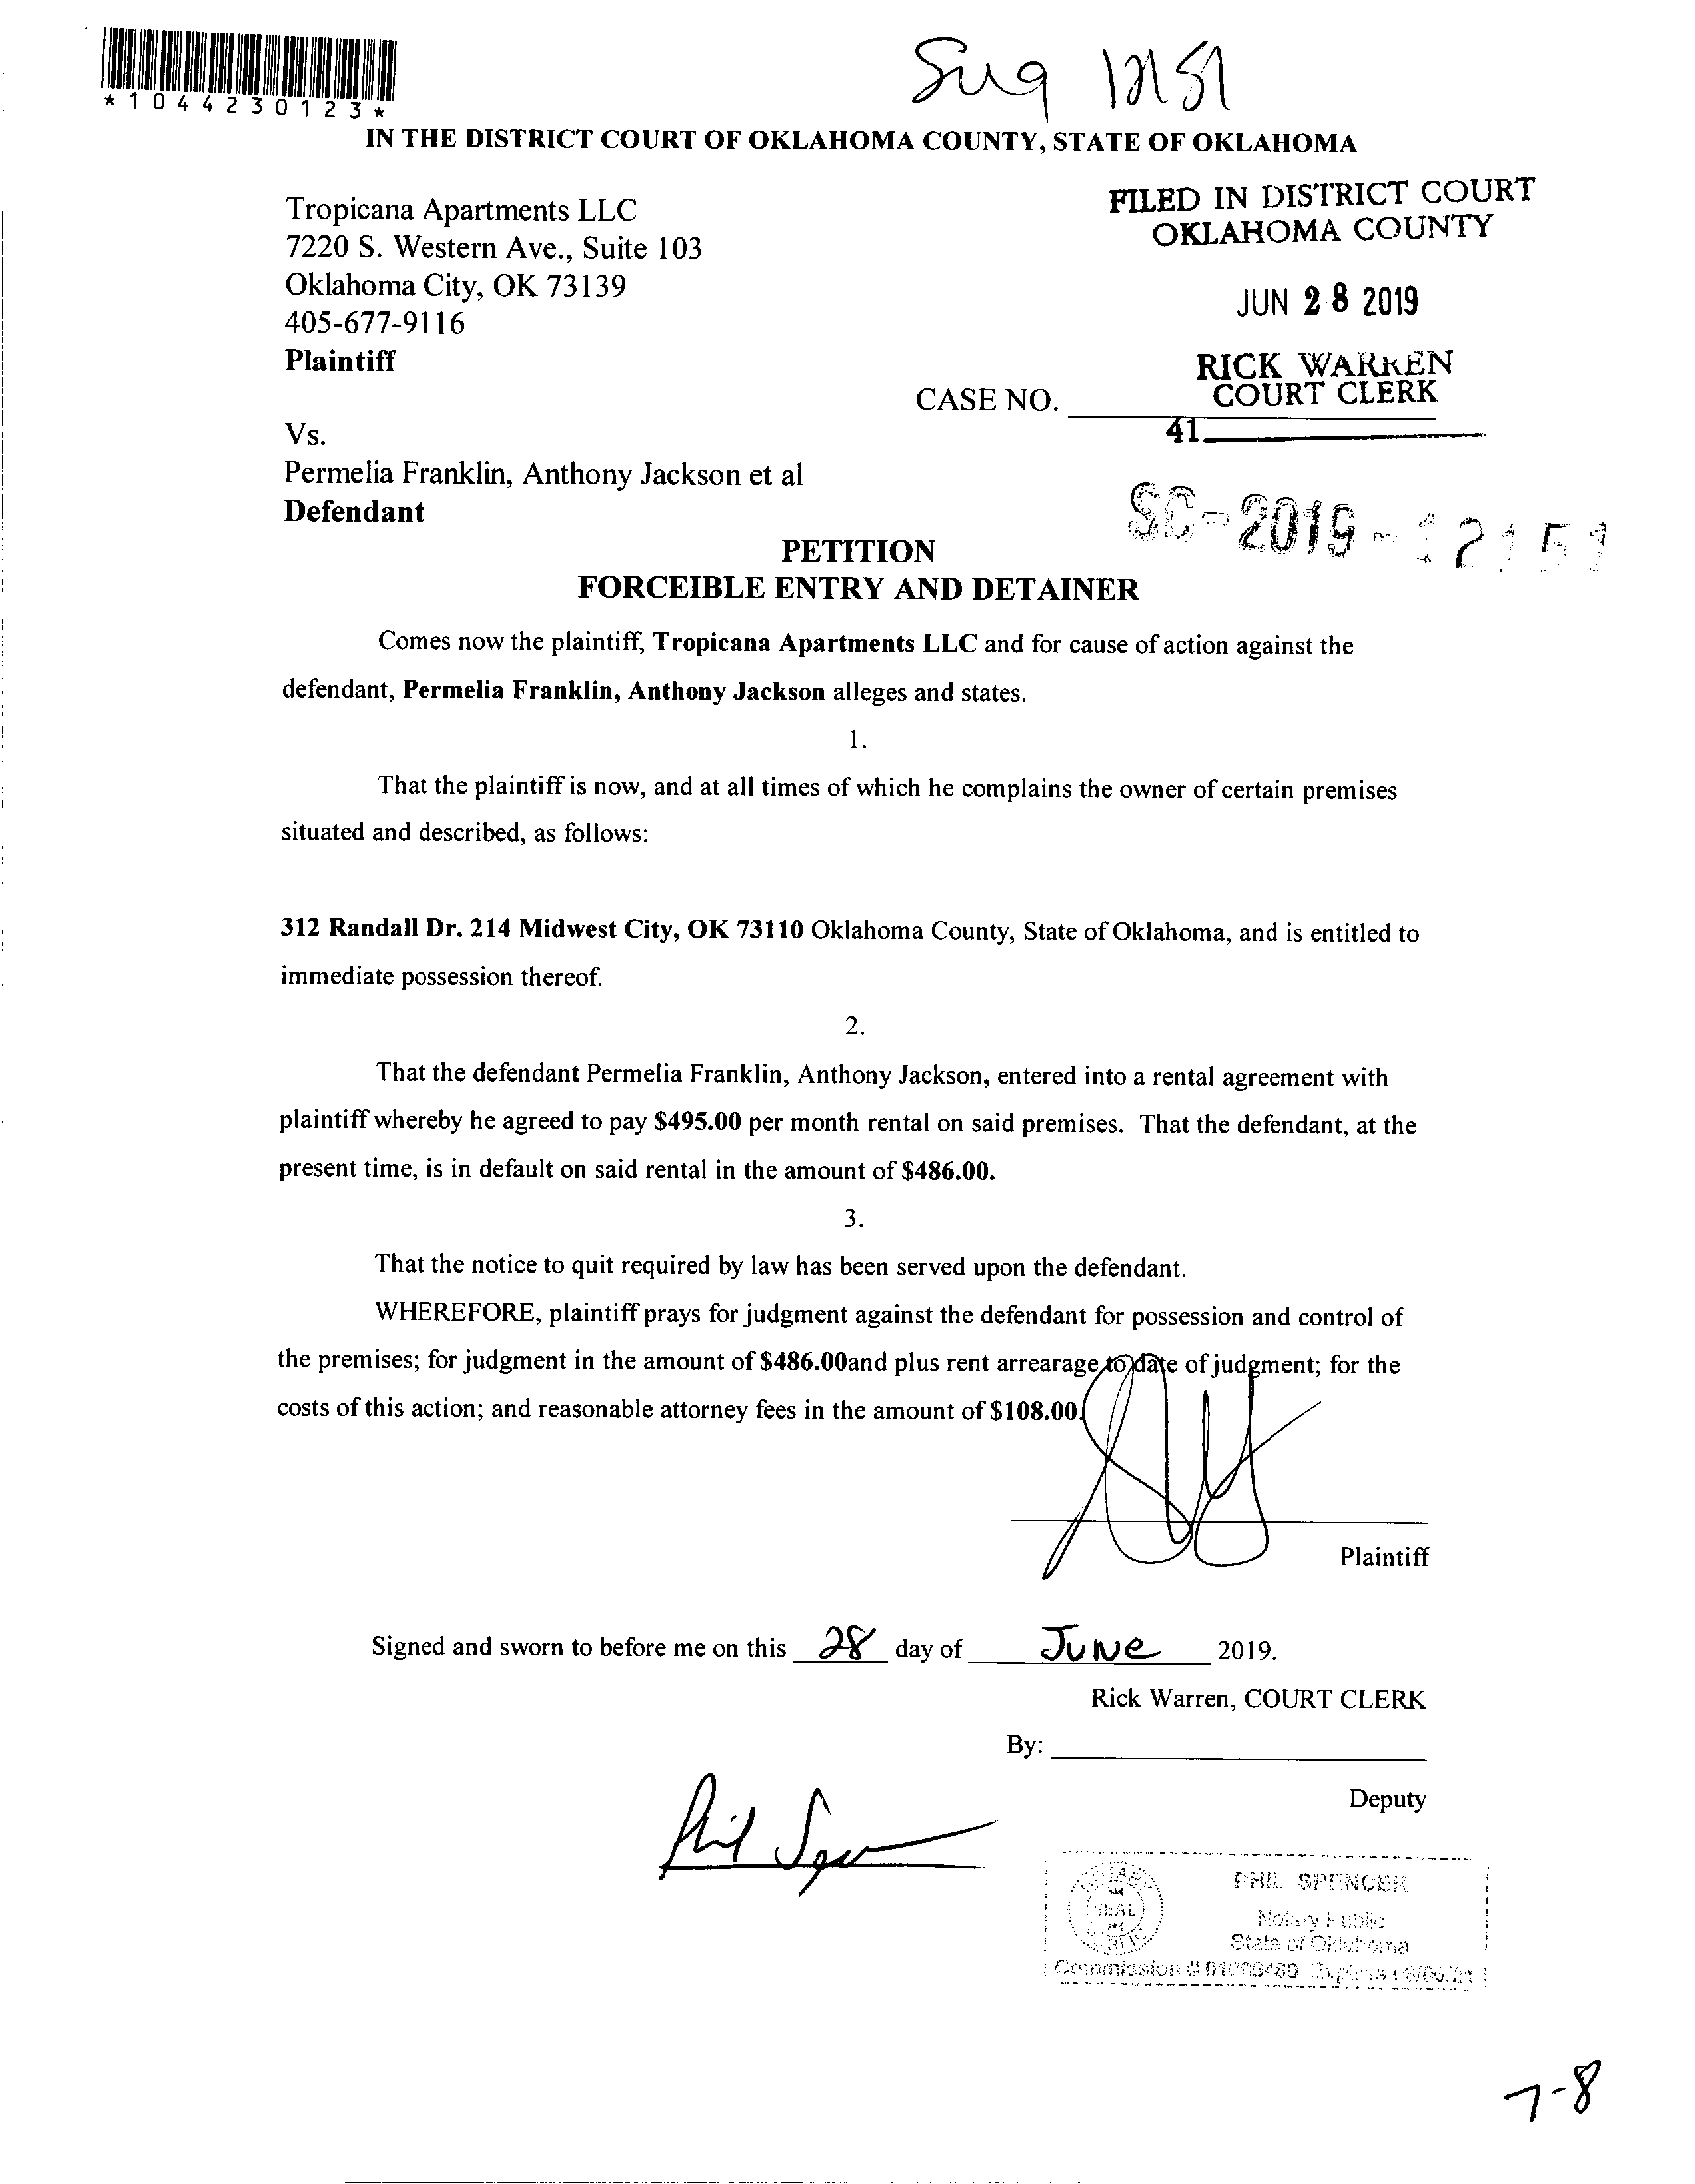 *1044230123*
Sug 12151
IN THE DISTRICT COURT OF OKLAHOMA COUNTY, STATE OF OKLAHOMA
Tropicana Apartments LLC
7220 S. Western Ave., Suite 103
Oklahoma City, OK 73139
405-677-9116
Plaintiff
FILED IN DISTRICT COURT
OKLAHOMA COUNTY
JUN 28 2019
RICK WARREN
COURT CLERK
CASE NO.
41
Vs.
Permelia Franklin, Anthony Jackson et al
Defendant
SC-2019-12151
PETITION
FORCEIBLE ENTRY AND DETAINER
Comes now the plaintiff, Tropicana Apartments LLC and for cause of action against the
defendant, Permelia Franklin, Anthony Jackson alleges and states.
1.
That the plaintiff is now, and at all times of which he complains the owner of certain premises
situated and described, as follows:
312 Randall Dr. 214 Midwest City, OK 73110 Oklahoma County, State of Oklahoma, and is entitled to
immediate possession thereof.
2.
That the defendant Permelia Franklin, Anthony Jackson, entered into a rental agreement with
plaintiff whereby he agreed to pay $495.00 per month rental on said premises. That the defendant, at the
present time, is in default on said rental in the amount of $486.00.
3.
That the notice to quit required by law has been served upon the defendant.
WHEREFORE, plaintiff prays for judgment against the defendant for possession and control of
the premises; for judgment in the amount of $486.00and plus rent arrearage to date of judgment; for the
costs of this action; and reasonable attorney fees in the amount of $108.00.
Plaintiff
Signed and sworn to before me on this 28 day of June 2019.
Rick Warren, COURT CLERK
By:
Deputy
Phil Spencer
PHIL SPENCER
Notary Public
State of Oklahoma
SEAL
Commission # Expires
7-8